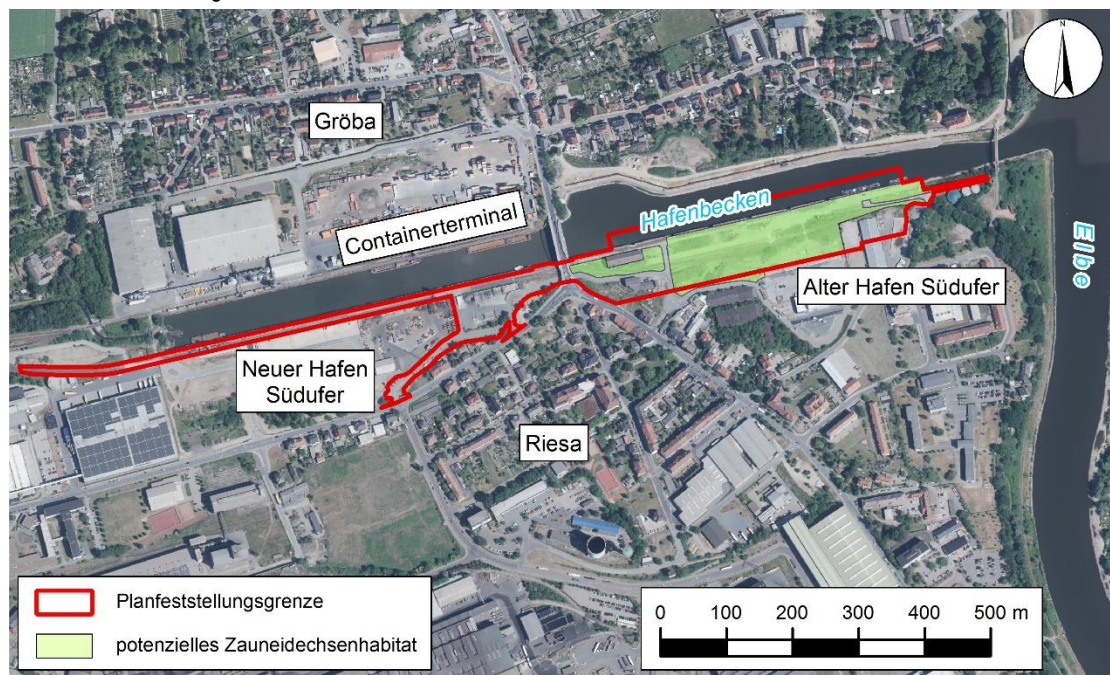 N
Gröba
Containerterminal
Hafenbecken
Elbe
Alter Hafen Südufer
Neuer Hafen
Südufer
Riesa
Planfeststellungsgrenze
potenzielles Zauneidechsenhabitat
0 100 200 300 400 500 m